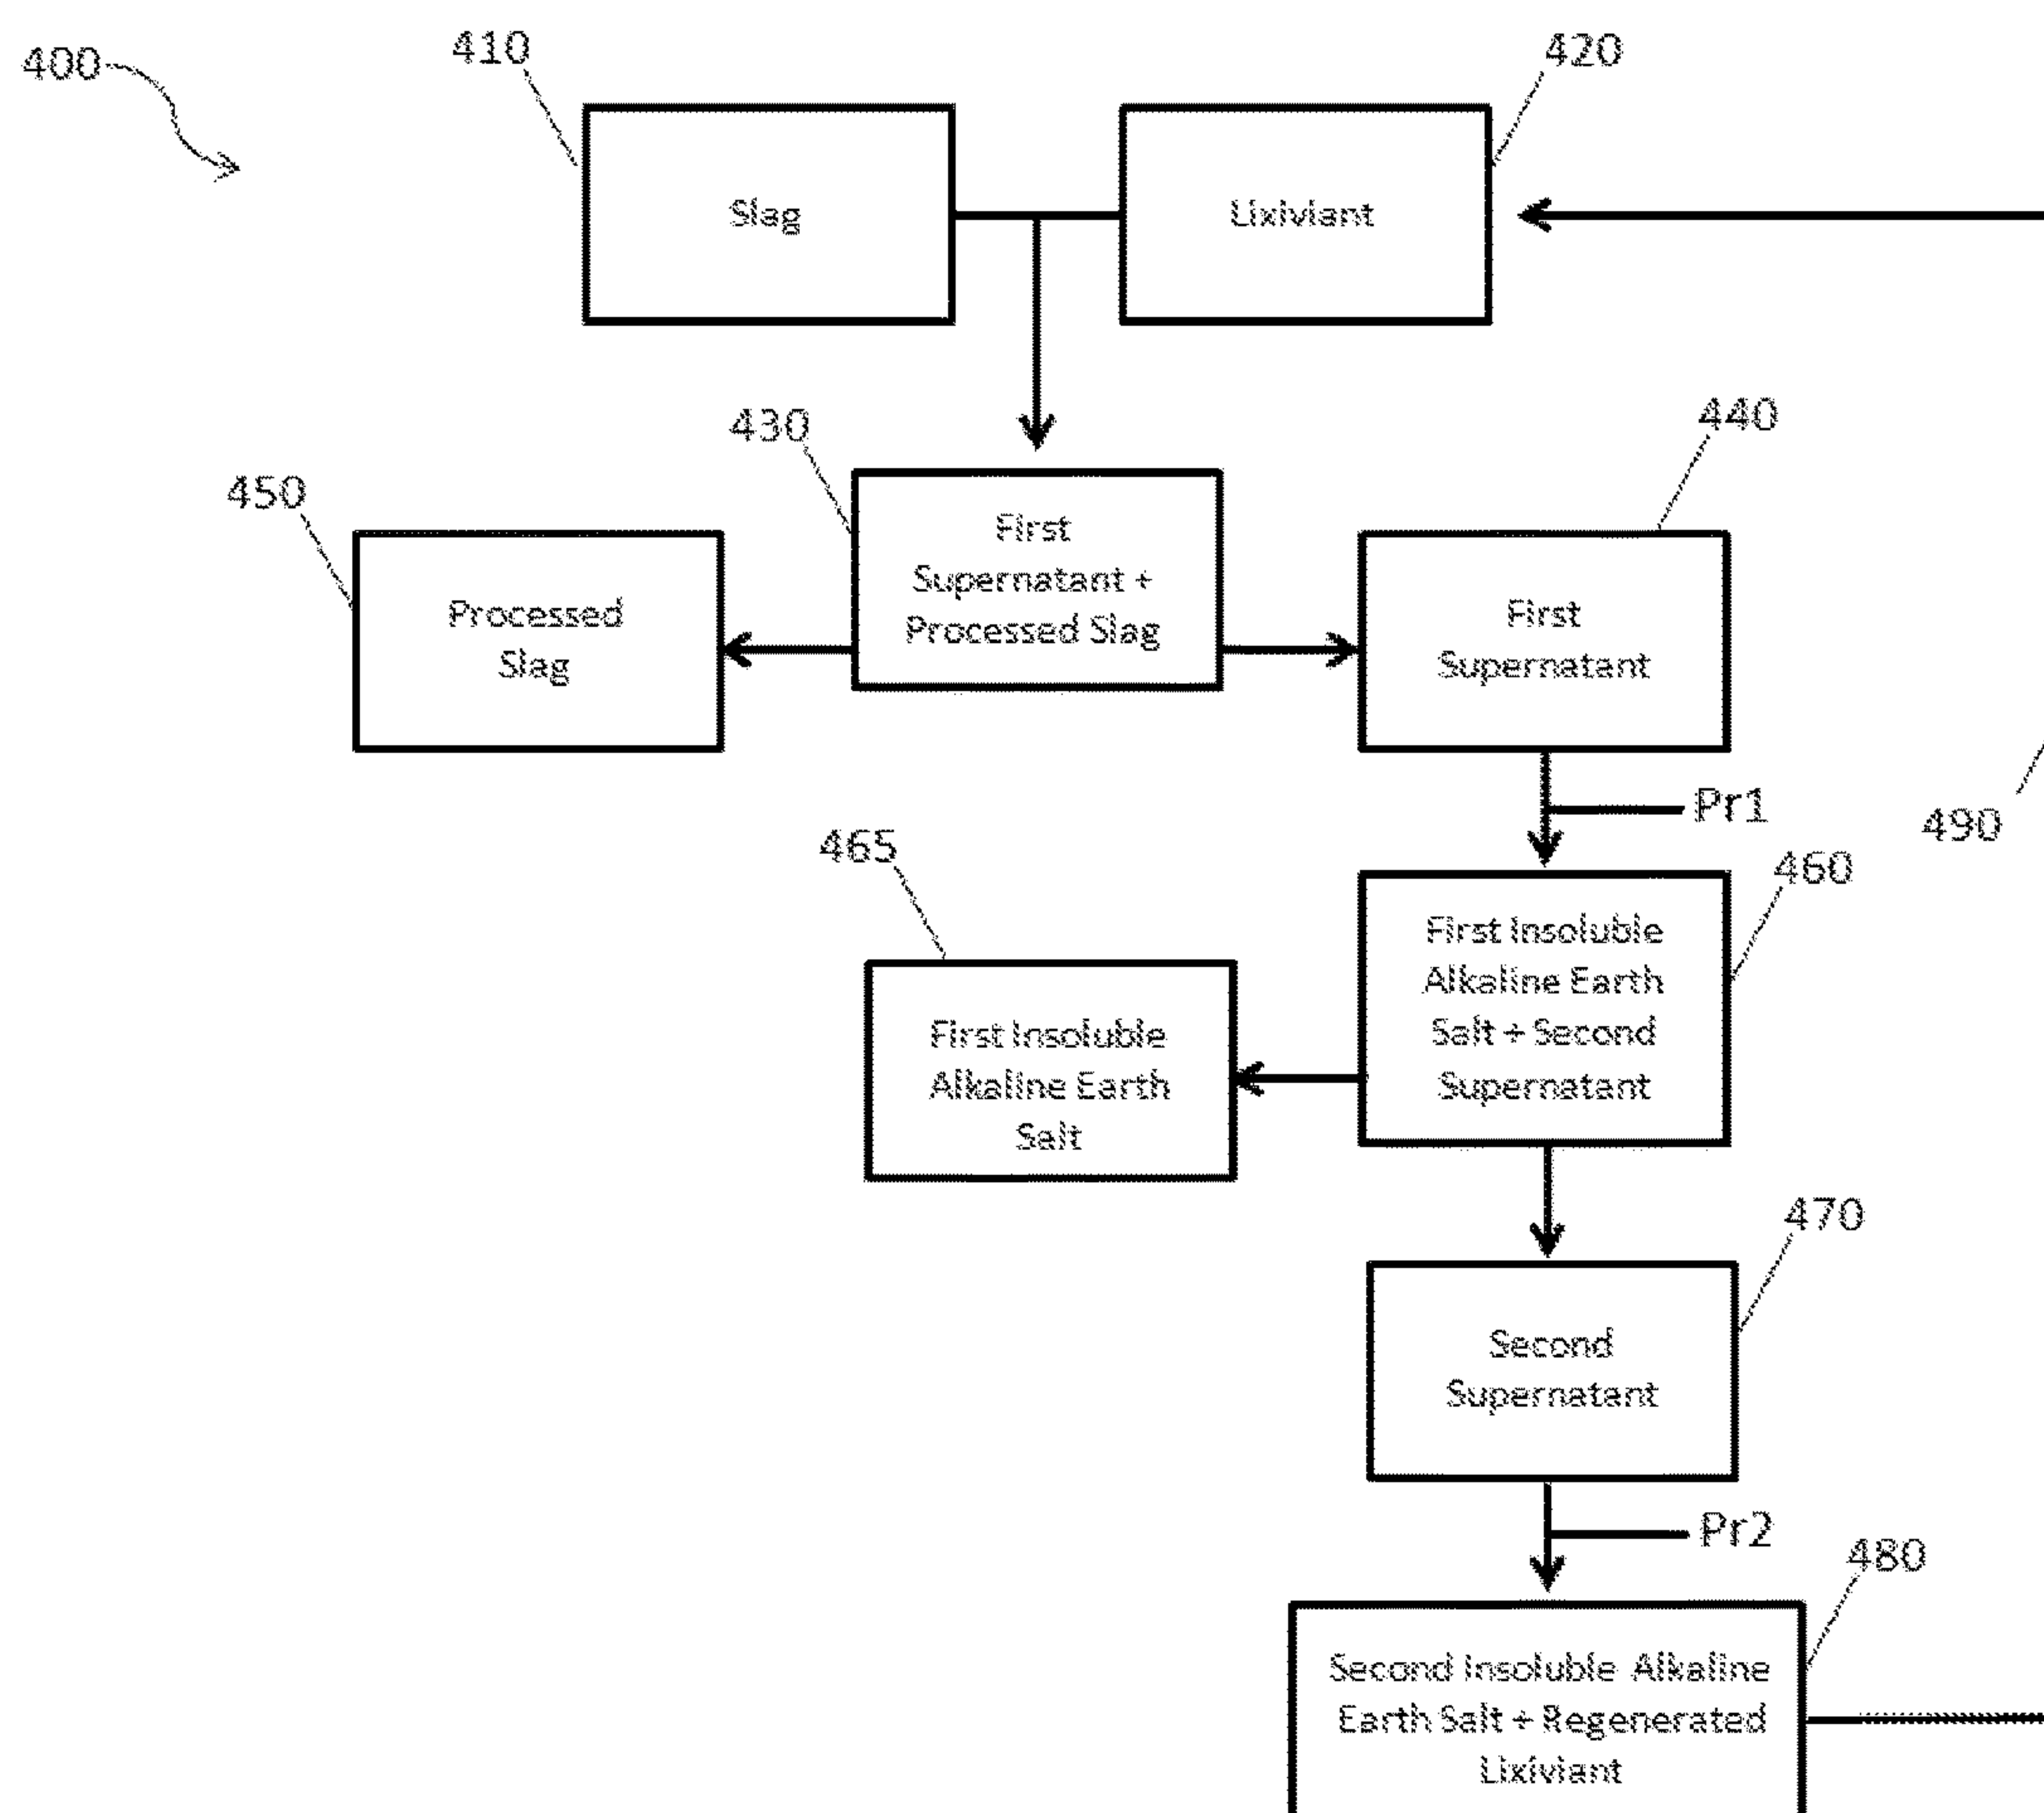 400
410
420
Slag
Lixiviant
430
440
450
First
Supernatant +
Processed Slag
Processed
Slag
First
Supernatant
Pr1
490
465
460
First Insoluble
Alkaline Earth
Salt + Second
Supernatant
First Insoluble
Alkaline Earth
Salt
470
Second
Supernatant
Pr2
480
Second Insoluble Alkaline
Earth Salt + Regenerated
Lixiviant